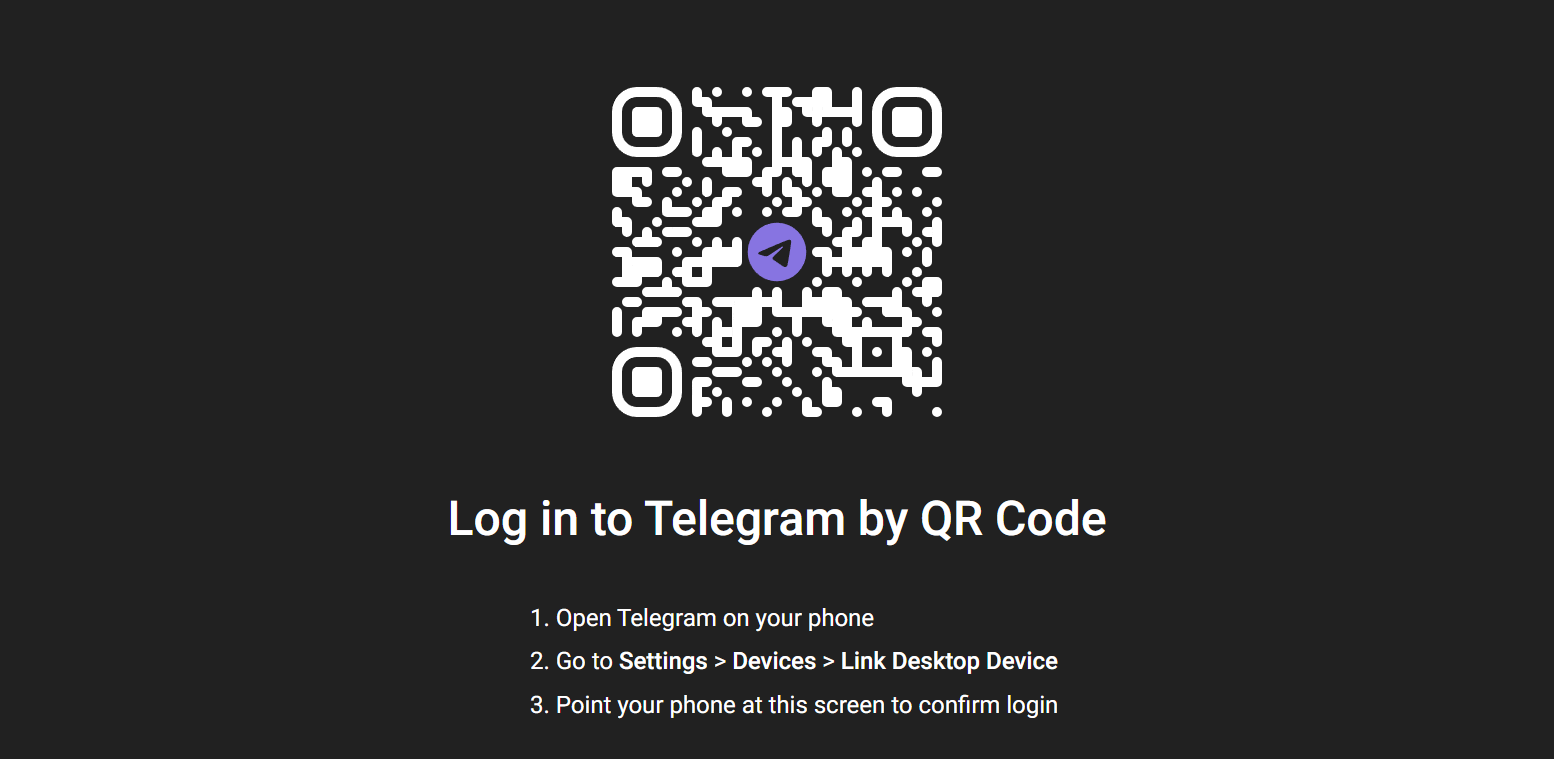 Log in to Telegram by QR Code
1. Open Telegram on your phone
2. Go to Settings > Devices > Link Desktop Device
3. Point your phone at this screen to confirm login